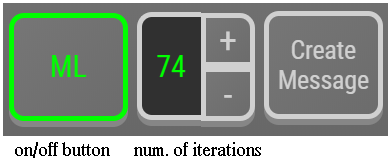 ML
74
+
-
Create
Message
on/off button
num. of iterations